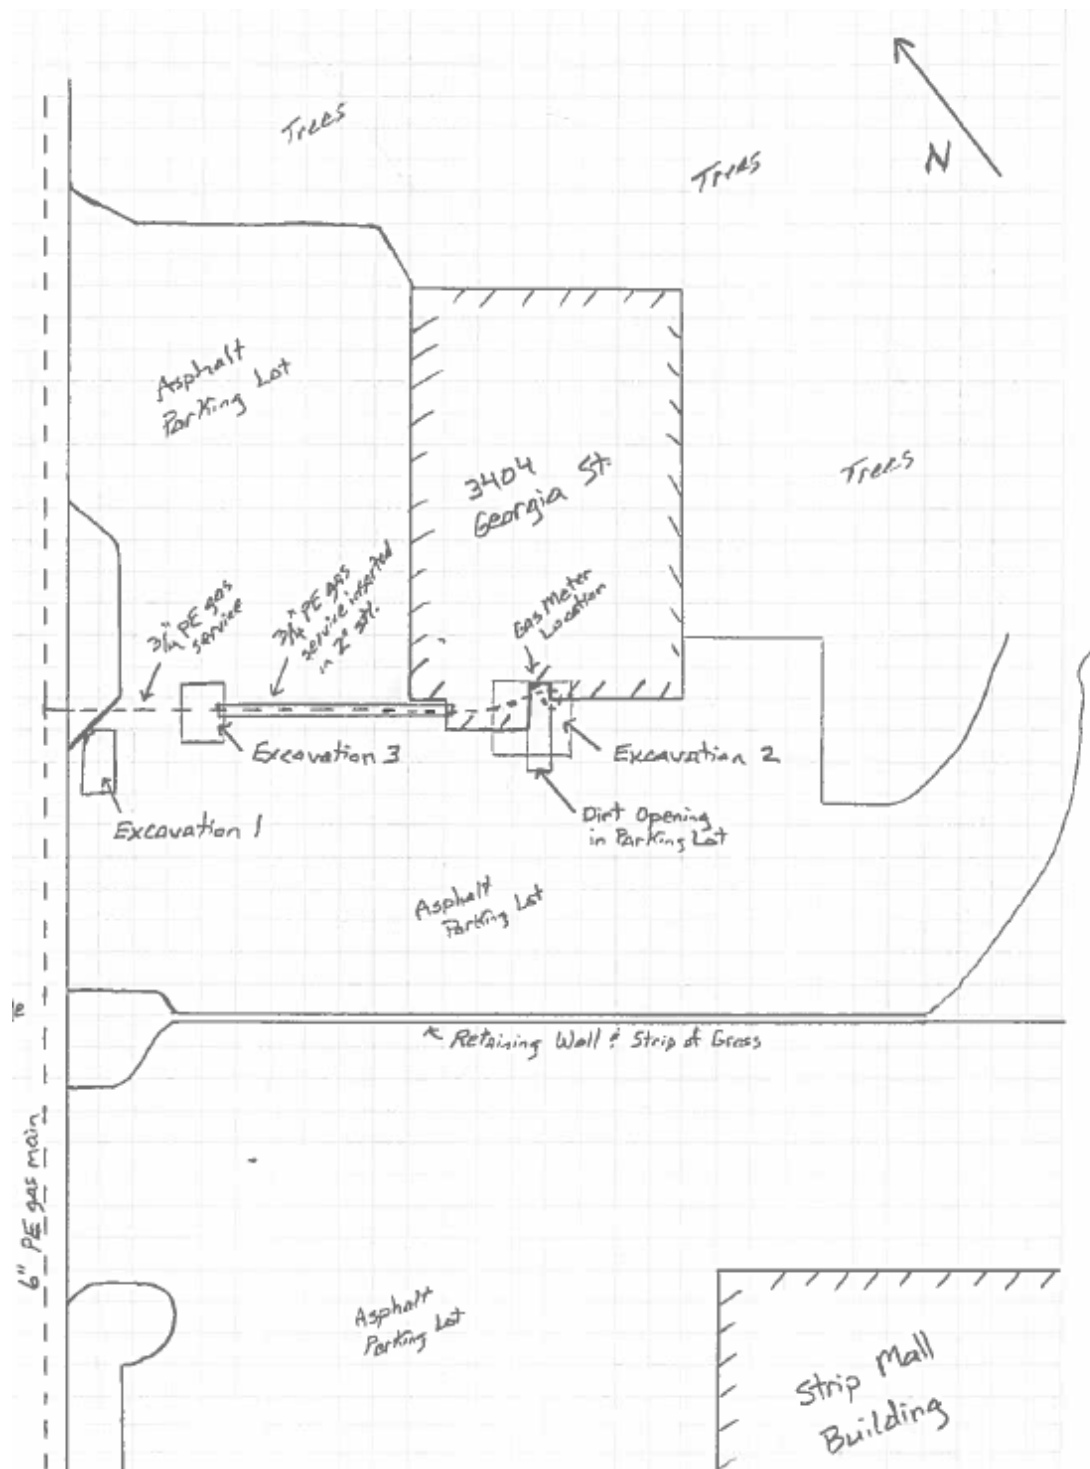 Trees
Trees
N
Asphalt
Parking Lot
3404
Georgia St.
Trees
3/4" PE gas
service
3/4" PE gas
service inserted
in 2" stl.
Gas Meter
Location
Excavation 3
Excavation 2
Excavation 1
Dirt Opening
in Parking Lot
Asphalt
Parking Lot
Retaining Wall & Strip of Grass
6" PE gas main
Asphalt
Parking Lot
Strip Mall
Building